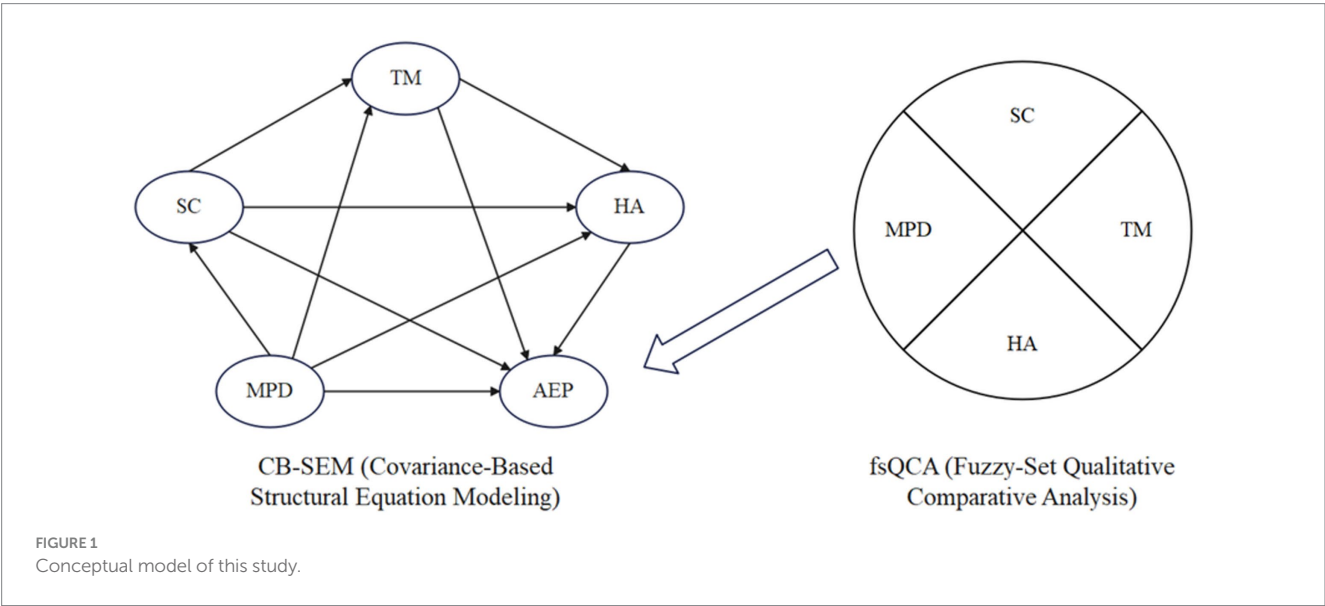 TM
SC
HA
MPD
AEP
CB-SEM (Covariance-Based
Structural Equation Modeling)
SC
MPD
TM
HA
fsQCA (Fuzzy-Set Qualitative
Comparative Analysis)
FIGURE 1
Conceptual model of this study.